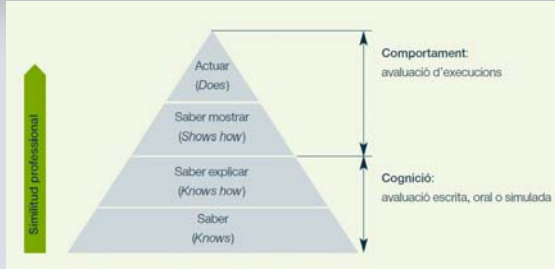 Similitud professional
Actuar
(Does)
Saber mostrar
(Shows how)
Saber explicar
(Knows how)
Saber
(Knows)
Comportament:
avaluació d'execucions
Cognició:
avaluació escrita, oral o simulada